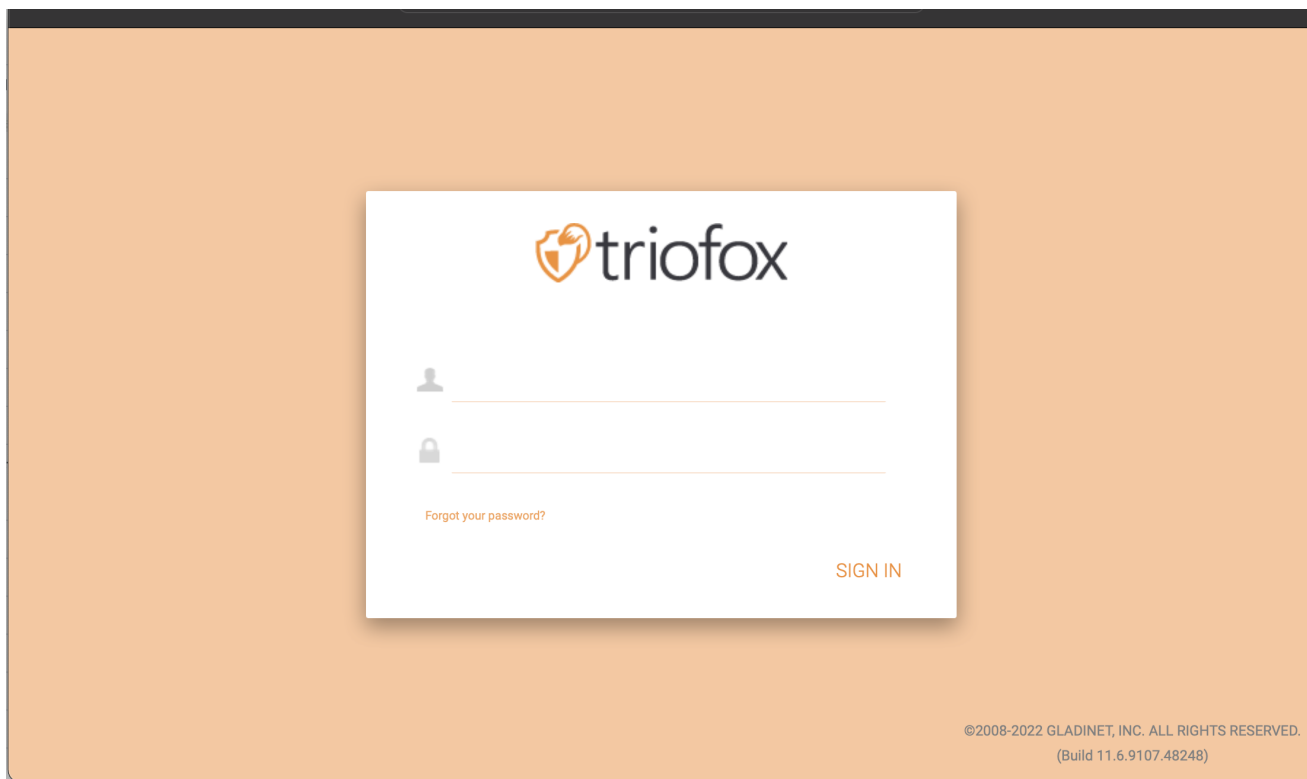 triofox
Forgot your password?
SIGN IN
©2008-2022 GLADINET, INC. ALL RIGHTS RESERVED.
(Build 11.6.9107.48248)